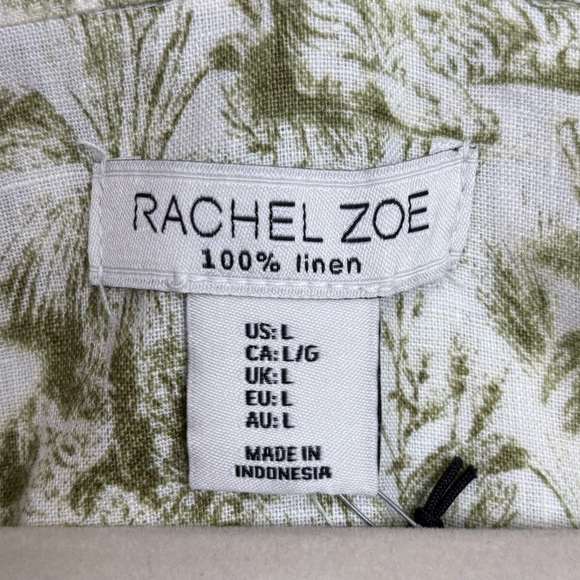 RACHEL ZOE
100% linen
US: L
CA: L/G
UK: L
EU: L
AU: L
MADE IN
INDONESIA